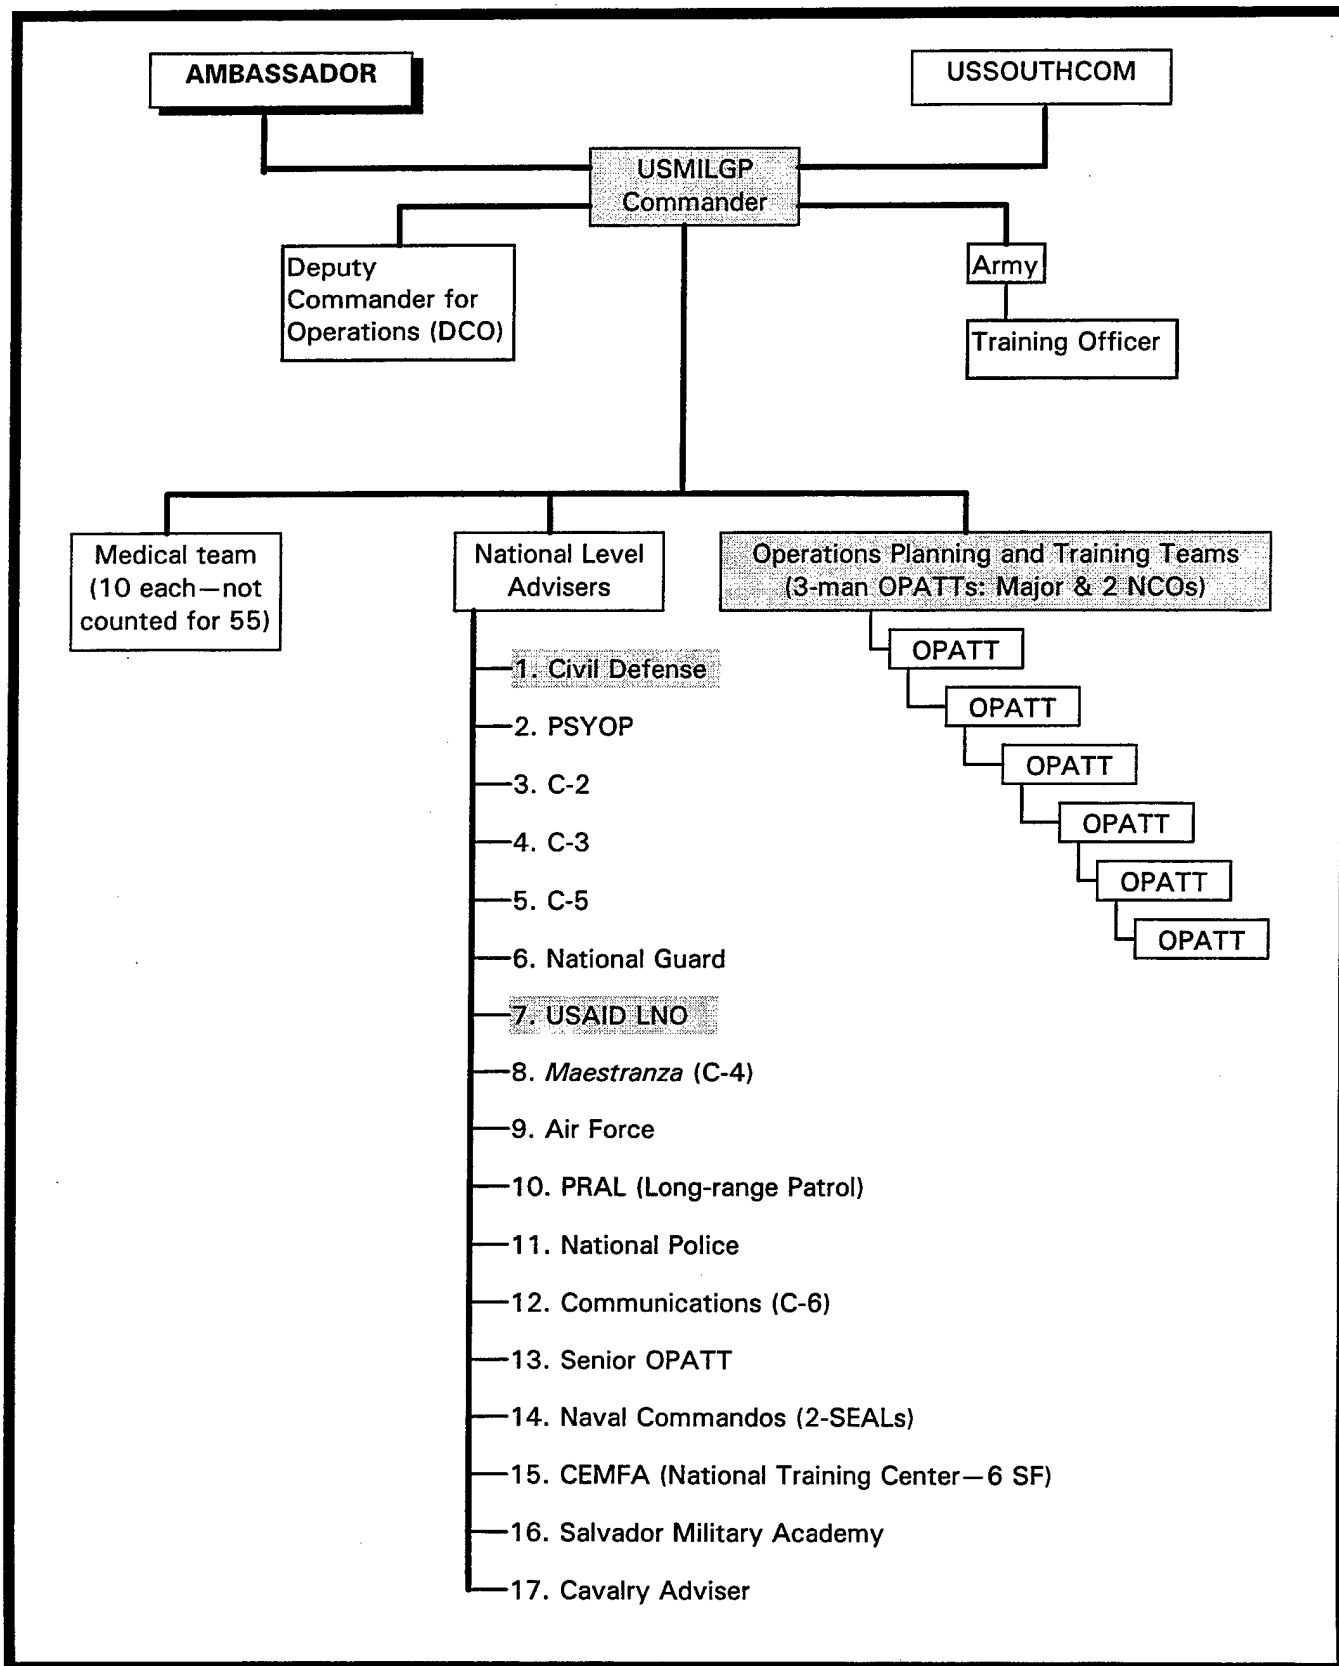 AMBASSADOR
USSOUTHCOM
USMILGP
Commander
Deputy
Commander for
Operations (DCO)
Army
Training Officer
Medical team
(10 each—not
counted for 55)
National Level
Advisers
Operations Planning and Training Teams
(3-man OPATTs: Major & 2 NCOs)
1. Civil Defense
2. PSYOP
3. C-2
4. C-3
5. C-5
6. National Guard
7. USAID LNO
8. Maestranza (C-4)
9. Air Force
10. PRAL (Long-range Patrol)
11. National Police
12. Communications (C-6)
13. Senior OPATT
14. Naval Commandos (2-SEALs)
15. CEMFA (National Training Center—6 SF)
16. Salvador Military Academy
17. Cavalry Adviser
OPATT
OPATT
OPATT
OPATT
OPATT
OPATT